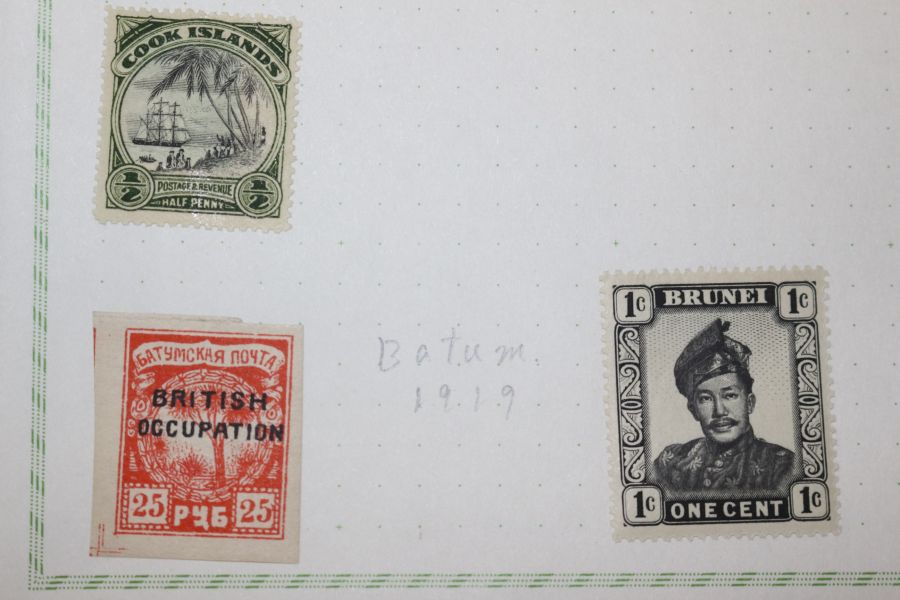 COOK ISLANDS
1/2 POSTAGE & REVENUE 1/2
HALF PENNY
БАТУМСКАЯ ПОЧТА
BRITISH
OCCUPATION
25 РУБ 25
Batum.
1919
1c BRUNEI 1c
1c ONE CENT 1c